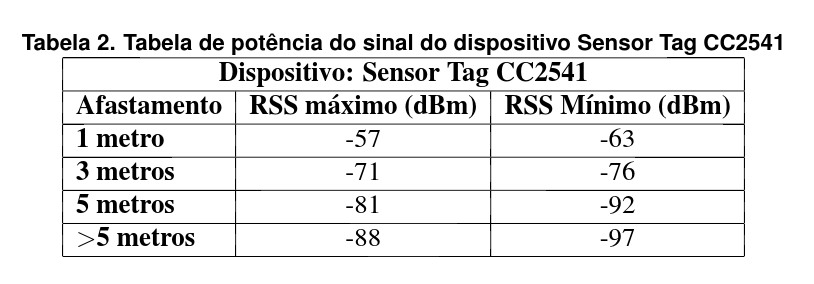 Tabela 2. Tabela de potência do sinal do dispositivo Sensor Tag CC2541
Dispositivo: Sensor Tag CC2541
Afastamento RSS máximo (dBm) RSS Mínimo (dBm)
1 metro -57 -63
3 metros -71 -76
5 metros -81 -92
>5 metros -88 -97